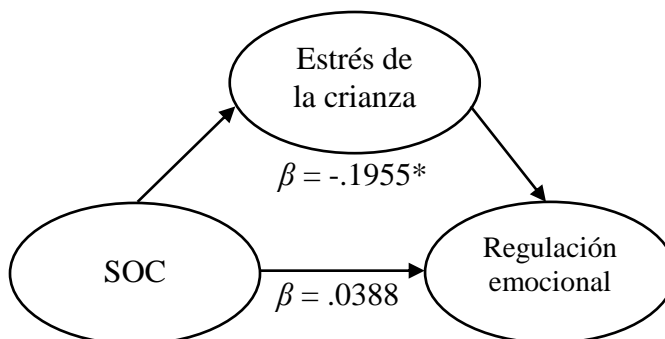 Estrés de
la crianza
β = -.1955*
SOC
Regulación
emocional
β = .0388